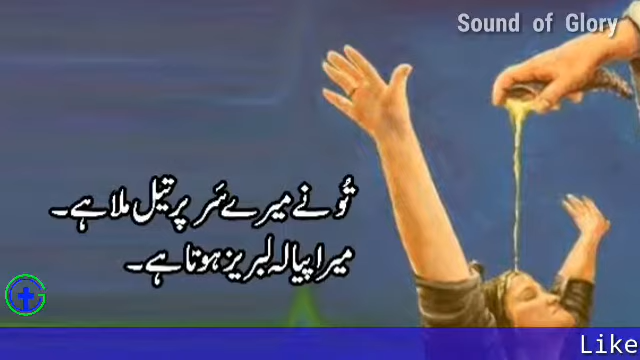 Sound of Glory
تُو نے میرے سَر پر تیل ملا ہے۔
میرا پیالہ لبریز ہوتا ہے۔
Like